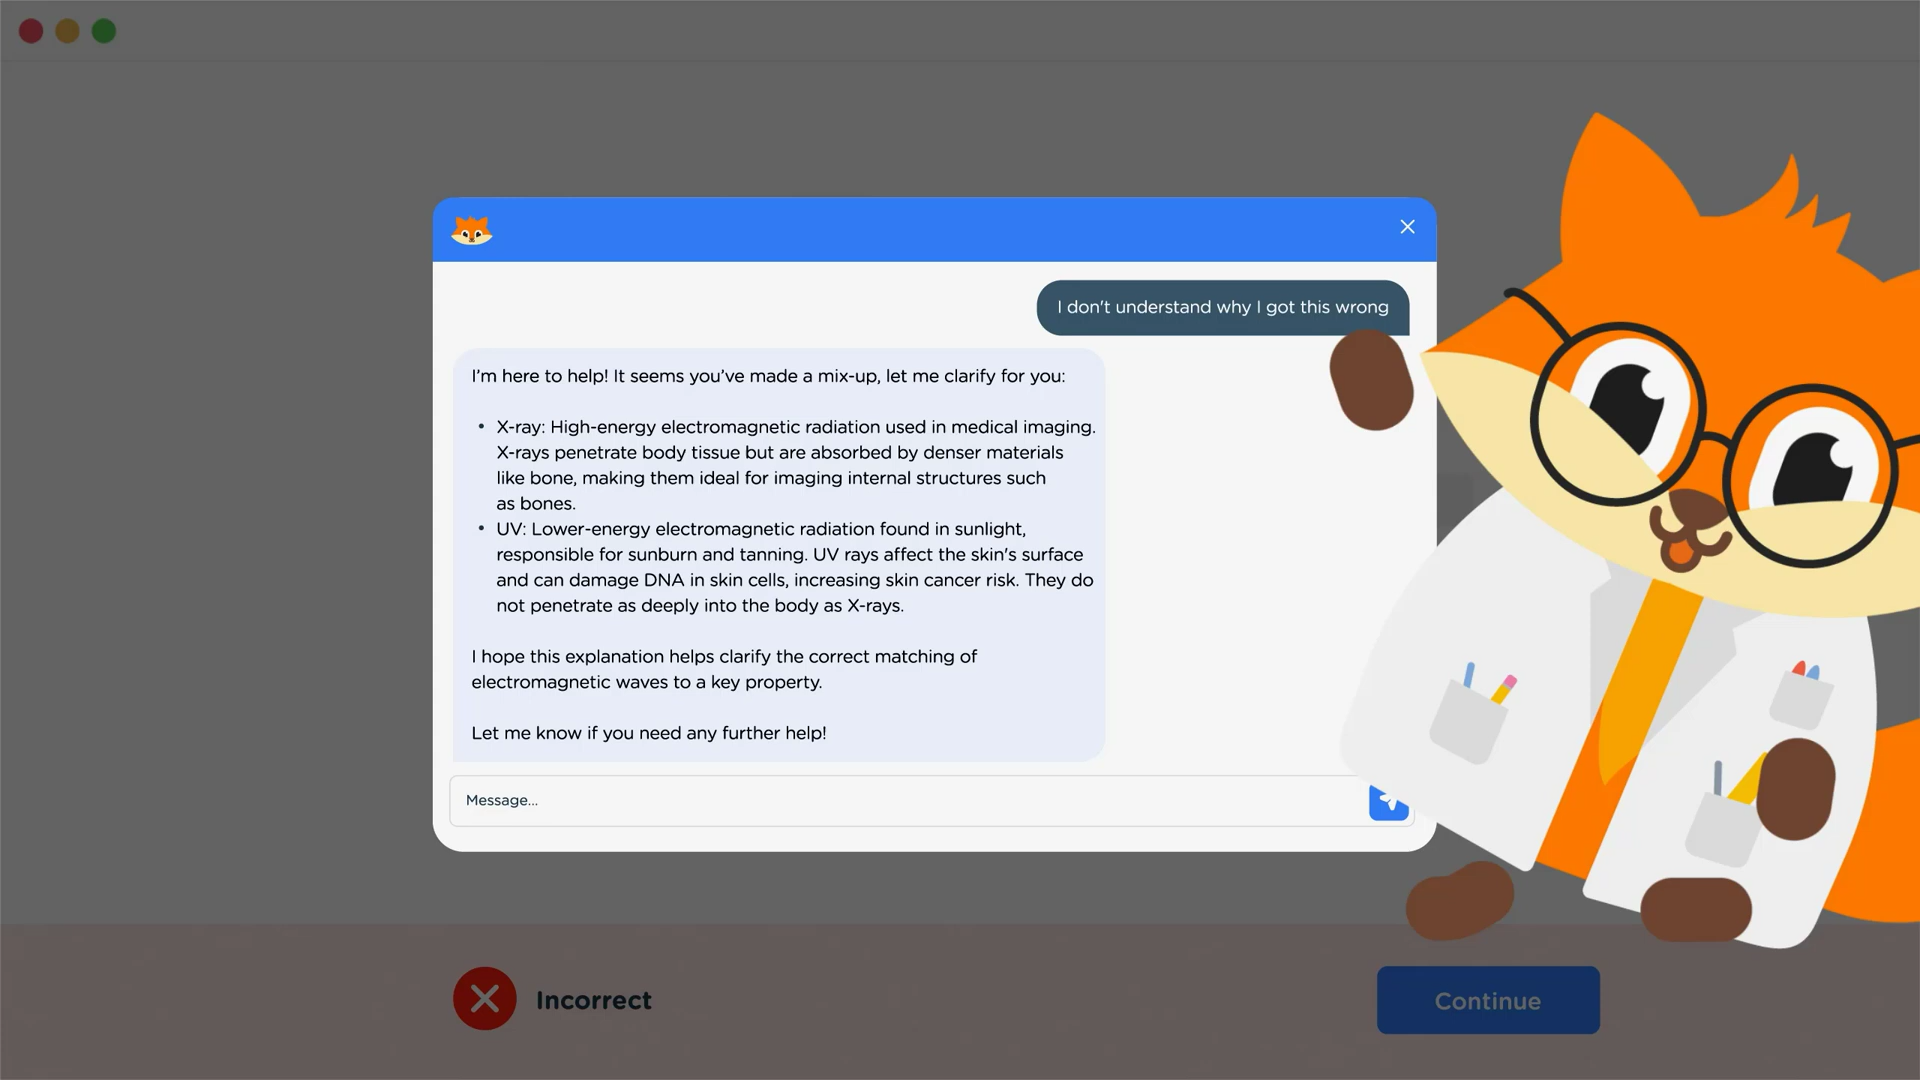 I don't understand why I got this wrong
I’m here to help! It seems you’ve made a mix-up, let me clarify for you:
• X-ray: High-energy electromagnetic radiation used in medical imaging.
X-rays penetrate body tissue but are absorbed by denser materials
like bone, making them ideal for imaging internal structures such
as bones.
• UV: Lower-energy electromagnetic radiation found in sunlight,
responsible for sunburn and tanning. UV rays affect the skin's surface
and can damage DNA in skin cells, increasing skin cancer risk. They do
not penetrate as deeply into the body as X-rays.
I hope this explanation helps clarify the correct matching of
electromagnetic waves to a key property.
Let me know if you need any further help!
Message...
Incorrect
Continue